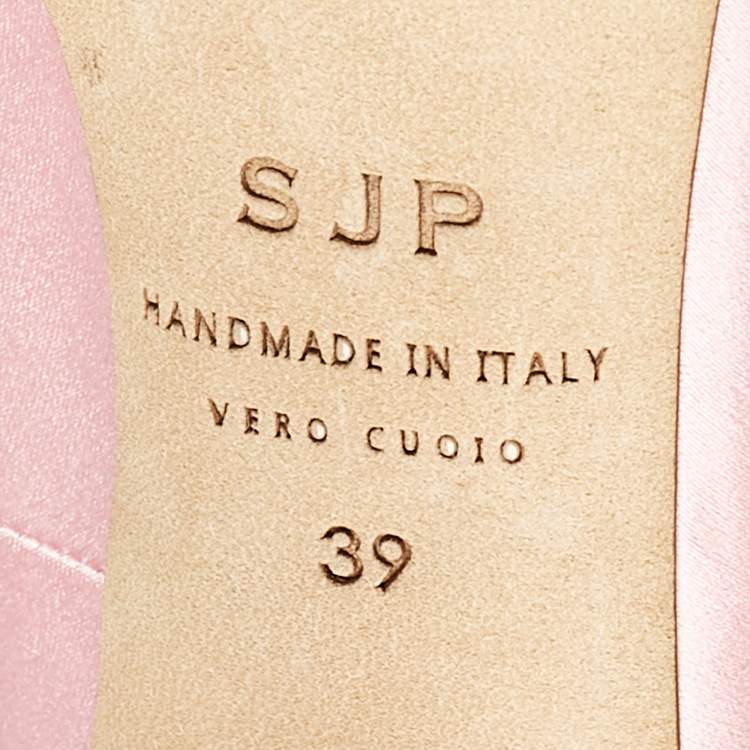 SJP
HANDMADE IN ITALY
VERO CUOIO
39